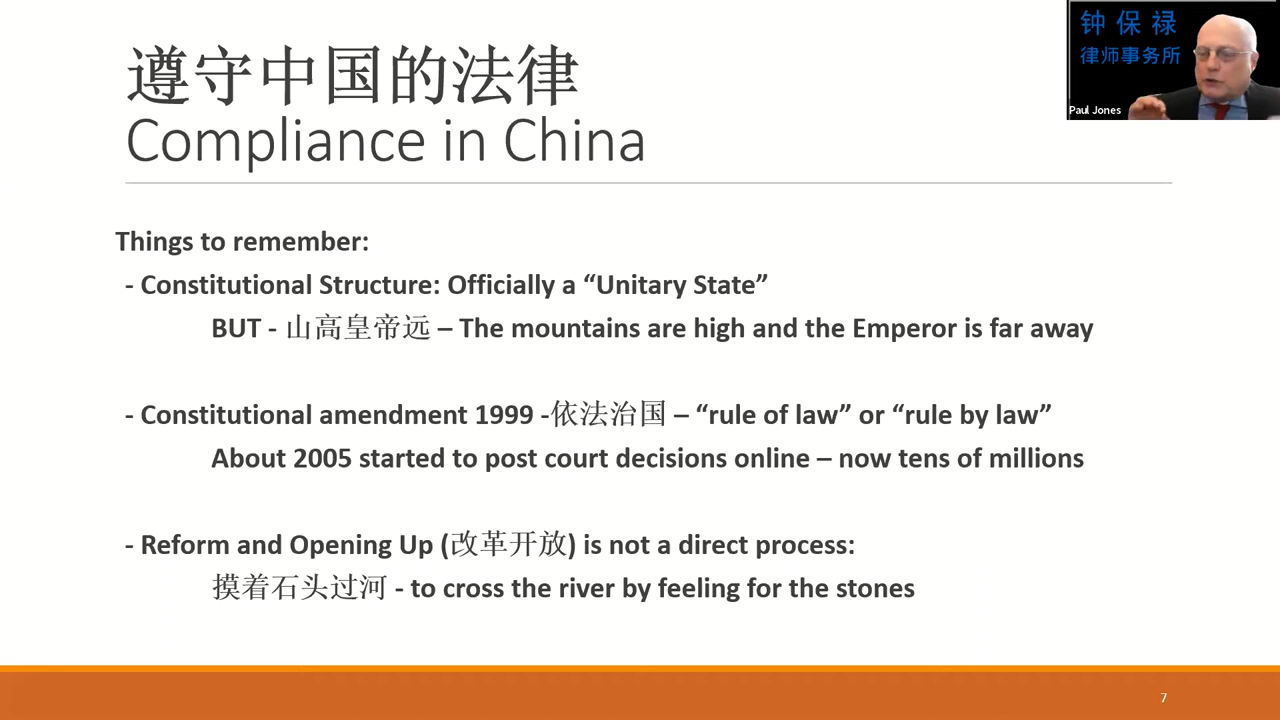 遵守中国的法律
Compliance in China
钟保禄
律师事务所
Paul Jones
Things to remember:
- Constitutional Structure: Officially a “Unitary State”
BUT - 山高皇帝远 – The mountains are high and the Emperor is far away
- Constitutional amendment 1999 -依法治国 – “rule of law” or “rule by law”
About 2005 started to post court decisions online – now tens of millions
- Reform and Opening Up (改革开放) is not a direct process:
摸着石头过河 - to cross the river by feeling for the stones
7